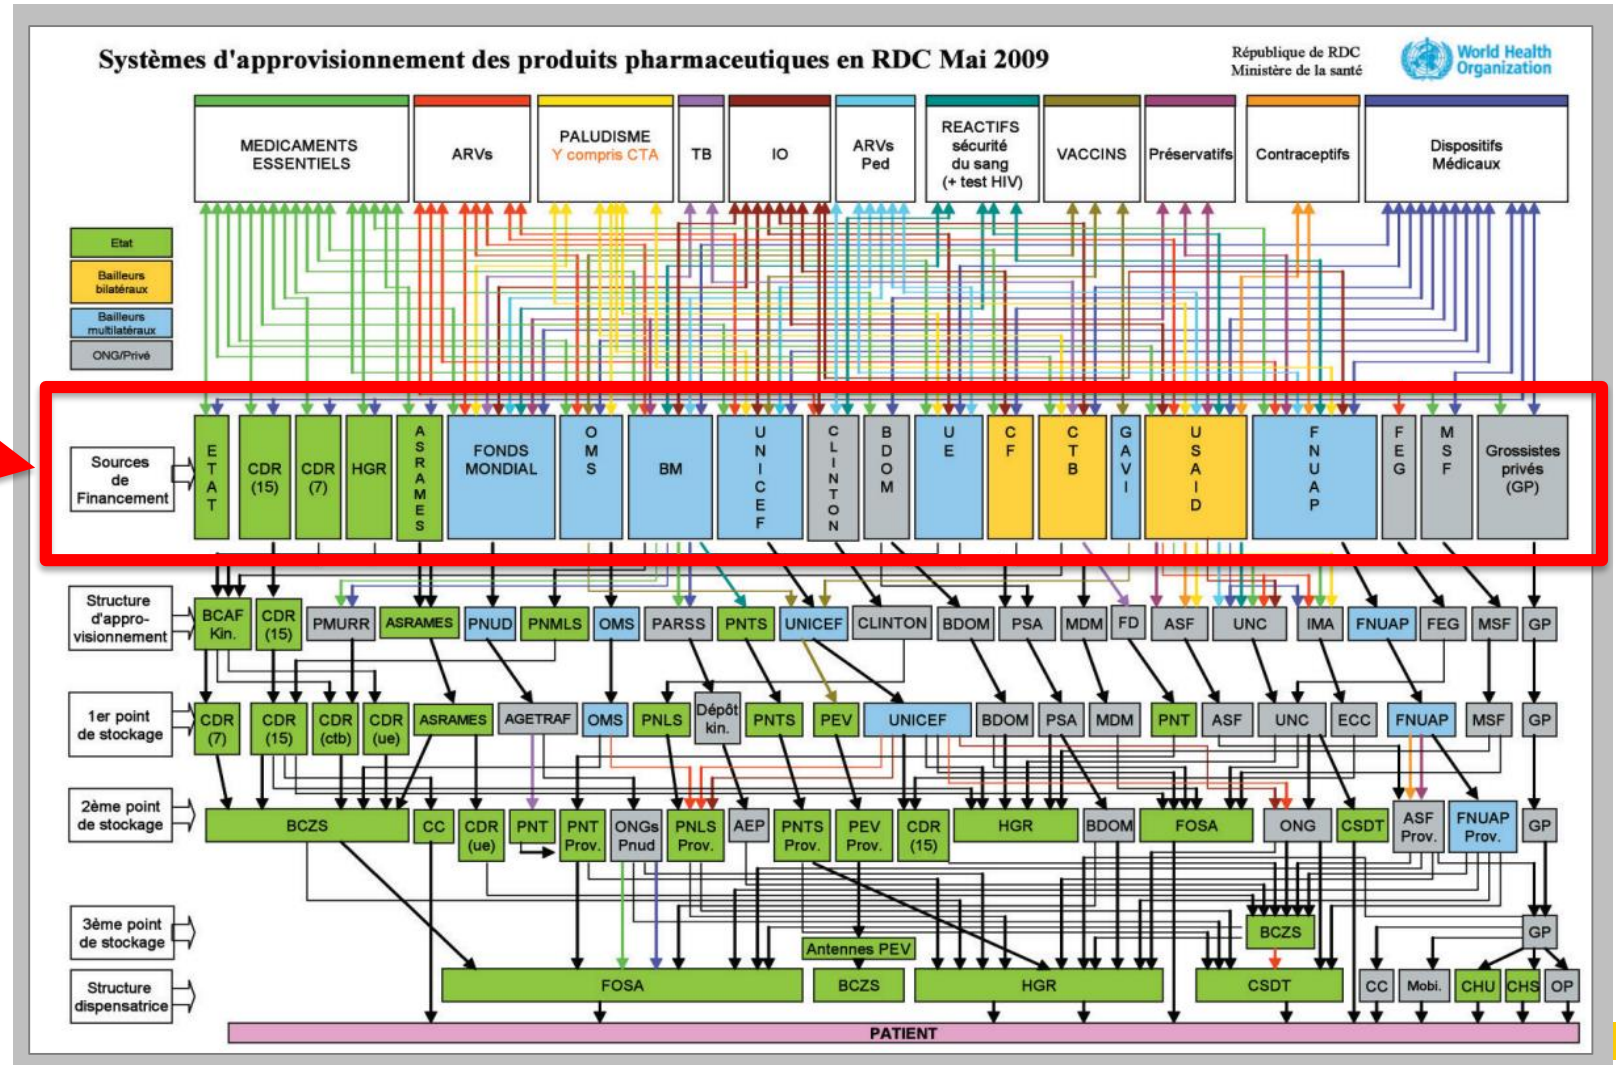 Systèmes d'approvisionnement des produits pharmaceutiques en RDC Mai 2009
République de RDC
Ministère de la santé
World Health
Organization
MEDICAMENTS
ESSENTIELS
ARVs
PALUDISME
Y compris CTA
TB
IO
ARVs
Ped
REACTIFS
sécurité
du sang
(+ test HIV)
VACCINS
Préservatifs
Contraceptifs
Dispositifs
Médicaux
Etat
Bailleurs
bilatéraux
Bailleurs
multilatéraux
ONG/Privé
Sources
de
Financement
ETAT
CDR
(15)
CDR
(7)
HGR
ASRAMES
FONDS
MONDIAL
OMS
BM
UNICEF
CLINTON
BDOM
UE
CF
CTB
GAVI
USAID
FNUAP
FEG
MSF
Grossistes
privés
(GP)
Structure
d'appro-
visionnement
BCAF
Kin.
CDR
(15)
PMURR
ASRAMES
PNUD
PNMLS
OMS
PARSS
PNTS
UNICEF
CLINTON
BDOM
PSA
MDM
FD
ASF
UNC
IMA
FNUAP
FEG
MSF
GP
1er point
de stockage
CDR
(7)
CDR
(15)
CDR
(ctb)
CDR
(ue)
ASRAMES
AGETRAF
OMS
PNLS
Dépôt
kin.
PNTS
PEV
UNICEF
BDOM
PSA
MDM
PNT
ASF
UNC
ECC
FNUAP
MSF
GP
2ème point
de stockage
BCZS
CC
CDR
(ue)
PNT
PNT
Prov.
ONGs
Pnud
PNLS
Prov.
AEP
PNTS
Prov.
PEV
Prov.
CDR
(15)
HGR
BDOM
FOSA
ONG
CSDT
ASF
Prov.
FNUAP
Prov.
GP
3ème point
de stockage
Antennes PEV
BCZS
GP
Structure
dispensatrice
FOSA
BCZS
HGR
CSDT
CC
Mobi.
CHU
CHS
OP
PATIENT